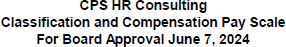 CPS HR Consulting
Classification and Compensation Pay Scale
For Board Approval June 7, 2024